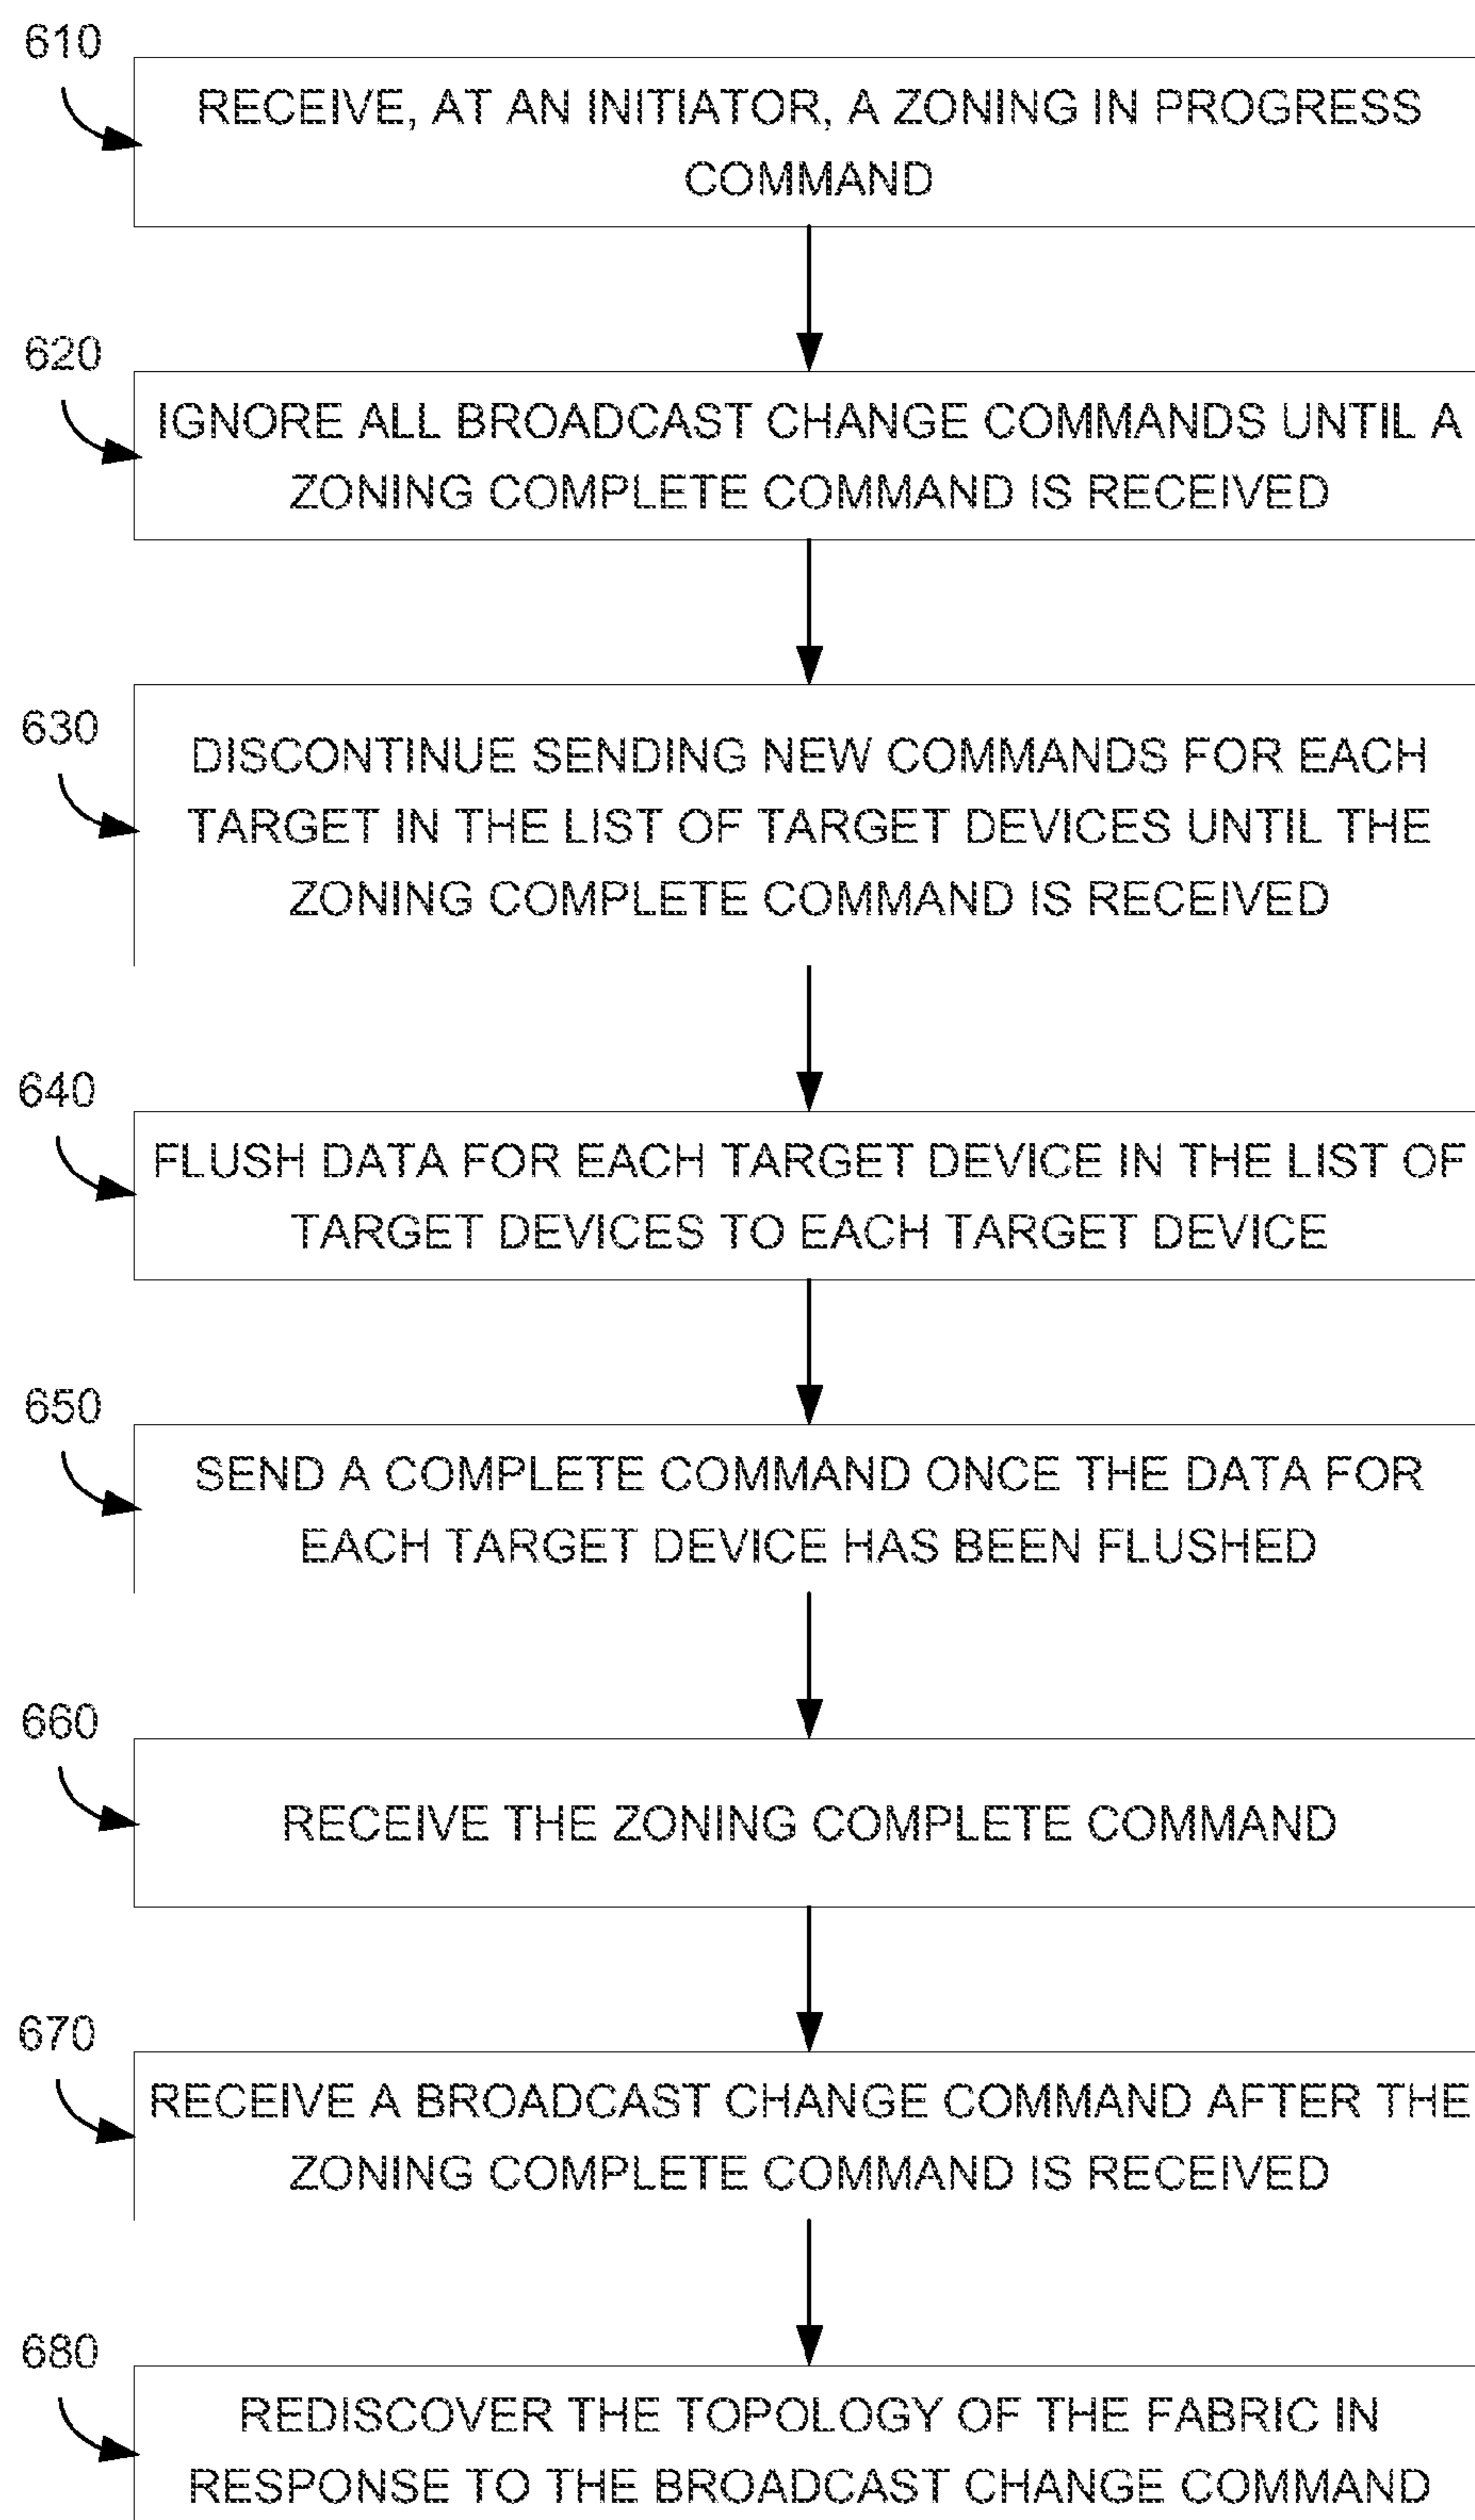 610
RECEIVE, AT AN INITIATOR, A ZONING IN PROGRESS
COMMAND
620
IGNORE ALL BROADCAST CHANGE COMMANDS UNTIL A
ZONING COMPLETE COMMAND IS RECEIVED
630
DISCONTINUE SENDING NEW COMMANDS FOR EACH
TARGET IN THE LIST OF TARGET DEVICES UNTIL THE
ZONING COMPLETE COMMAND IS RECEIVED
640
FLUSH DATA FOR EACH TARGET DEVICE IN THE LIST OF
TARGET DEVICES TO EACH TARGET DEVICE
650
SEND A COMPLETE COMMAND ONCE THE DATA FOR
EACH TARGET DEVICE HAS BEEN FLUSHED
660
RECEIVE THE ZONING COMPLETE COMMAND
670
RECEIVE A BROADCAST CHANGE COMMAND AFTER THE
ZONING COMPLETE COMMAND IS RECEIVED
680
REDISCOVER THE TOPOLOGY OF THE FABRIC IN
RESPONSE TO THE BROADCAST CHANGE COMMAND